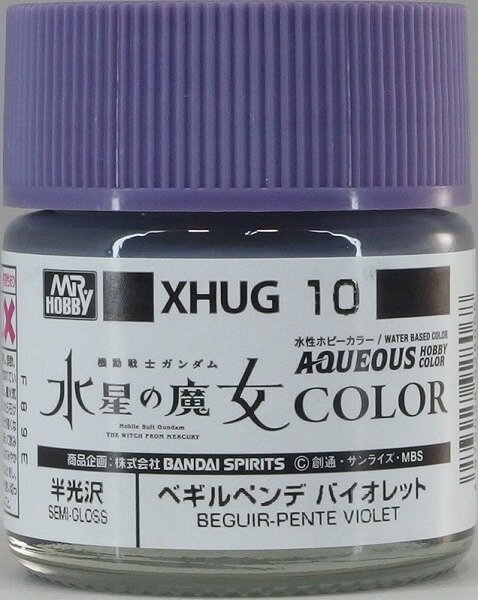 MR
HOBBY
XHUG 10
水性ホビーカラー / WATER BASED COLOR
AQUEOUS HOBBY COLOR
機動戦士ガンダム
水星の魔女 COLOR
Mobile Suit Gundam
THE WITCH FROM MERCURY
商品企画:株式会社 BANDAI SPIRITS ©創通・サンライズ・MBS
半光沢
SEMI-GLOSS
ベギルペンデ バイオレット
BEGUIR-PENTE VIOLET